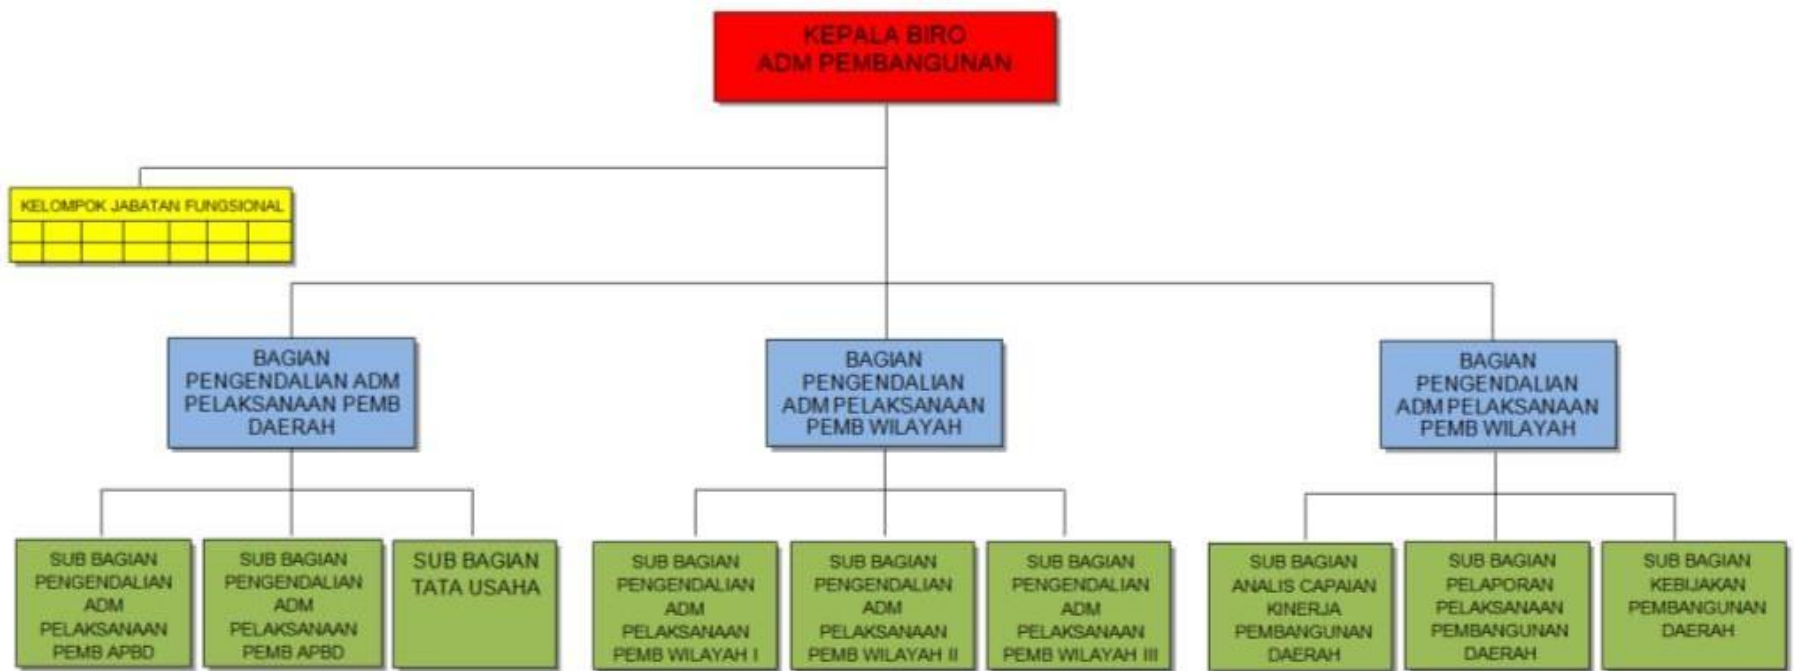 KEPALA BIRO
ADM PEMBANGUNAN
KELOMPOK JABATAN FUNGSIONAL
BAGIAN
PENGENDALIAN ADM
PELAKSANAAN PEMB
DAERAH
BAGIAN
PENGENDALIAN
ADM PELAKSANAAN
PEMB WILAYAH
BAGIAN
PENGENDALIAN
ADM PELAKSANAAN
PEMB WILAYAH
SUB BAGIAN
PENGENDALIAN
ADM
PELAKSANAAN
PEMB APBD
SUB BAGIAN
PENGENDALIAN
ADM
PELAKSANAAN
PEMB APBD
SUB BAGIAN
TATA USAHA
SUB BAGIAN
PENGENDALIAN
ADM
PELAKSANAAN
PEMB WILAYAH I
SUB BAGIAN
PENGENDALIAN
ADM
PELAKSANAAN
PEMB WILAYAH II
SUB BAGIAN
PENGENDALIAN
ADM
PELAKSANAAN
PEMB WILAYAH III
SUB BAGIAN
ANALIS CAPAIAN
KINERJA
PEMBANGUNAN
DAERAH
SUB BAGIAN
PELAPORAN
PELAKSANAAN
PEMBANGUNAN
DAERAH
SUB BAGIAN
KEBIJAKAN
PEMBANGUNAN
DAERAH